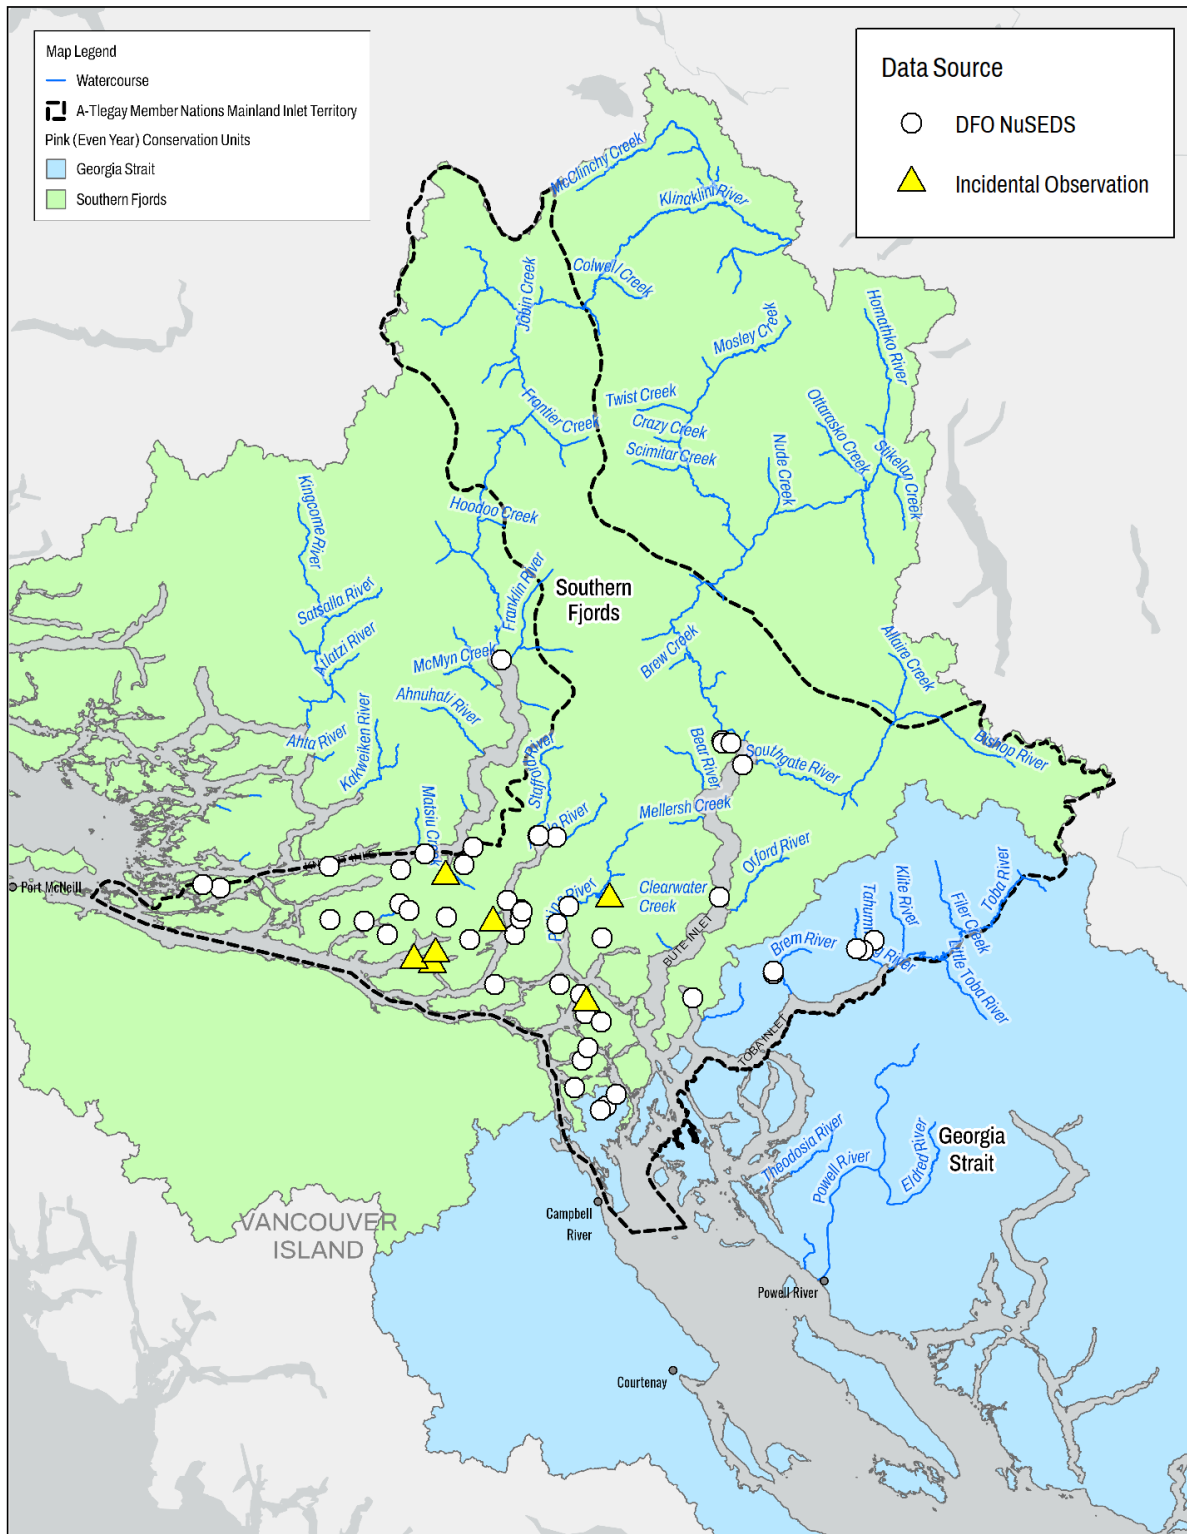 Map Legend
Watercourse
A-Tlegay Member Nations Mainland Inlet Territory
Pink (Even Year) Conservation Units
Georgia Strait
Southern Fjords
Data Source
DFO NuSEDS
Incidental Observation
McClinchy Creek
Klinaklini River
Colwell Creek
Jobin Creek
Homathko River
Mosley Creek
Twist Creek
Frontier Creek
Crazy Creek
Ottarasko Creek
Scimitar Creek
Nude Creek
Stikelan Creek
Kingcome River
Hoodoo Creek
Franklin River
Southern
Fjords
Satsalla River
Atlatzi River
McMyn Creek
Brew Creek
Allaire Creek
Ahnuhati River
Ahta River
Kakweiken River
Stafford River
Bear River
Southgate River
Bishop River
Matsiu Creek
River
Mellersh Creek
Orford River
Port McNeill
River
Clearwater
Creek
BUTE INLET
Klite River
Toba River
Filer Creek
Brem River
River
Little Toba River
TOBA INLET
Theodosia River
Powell River
Eldred River
Georgia
Strait
VANCOUVER
ISLAND
Campbell
River
Powell River
Courtenay